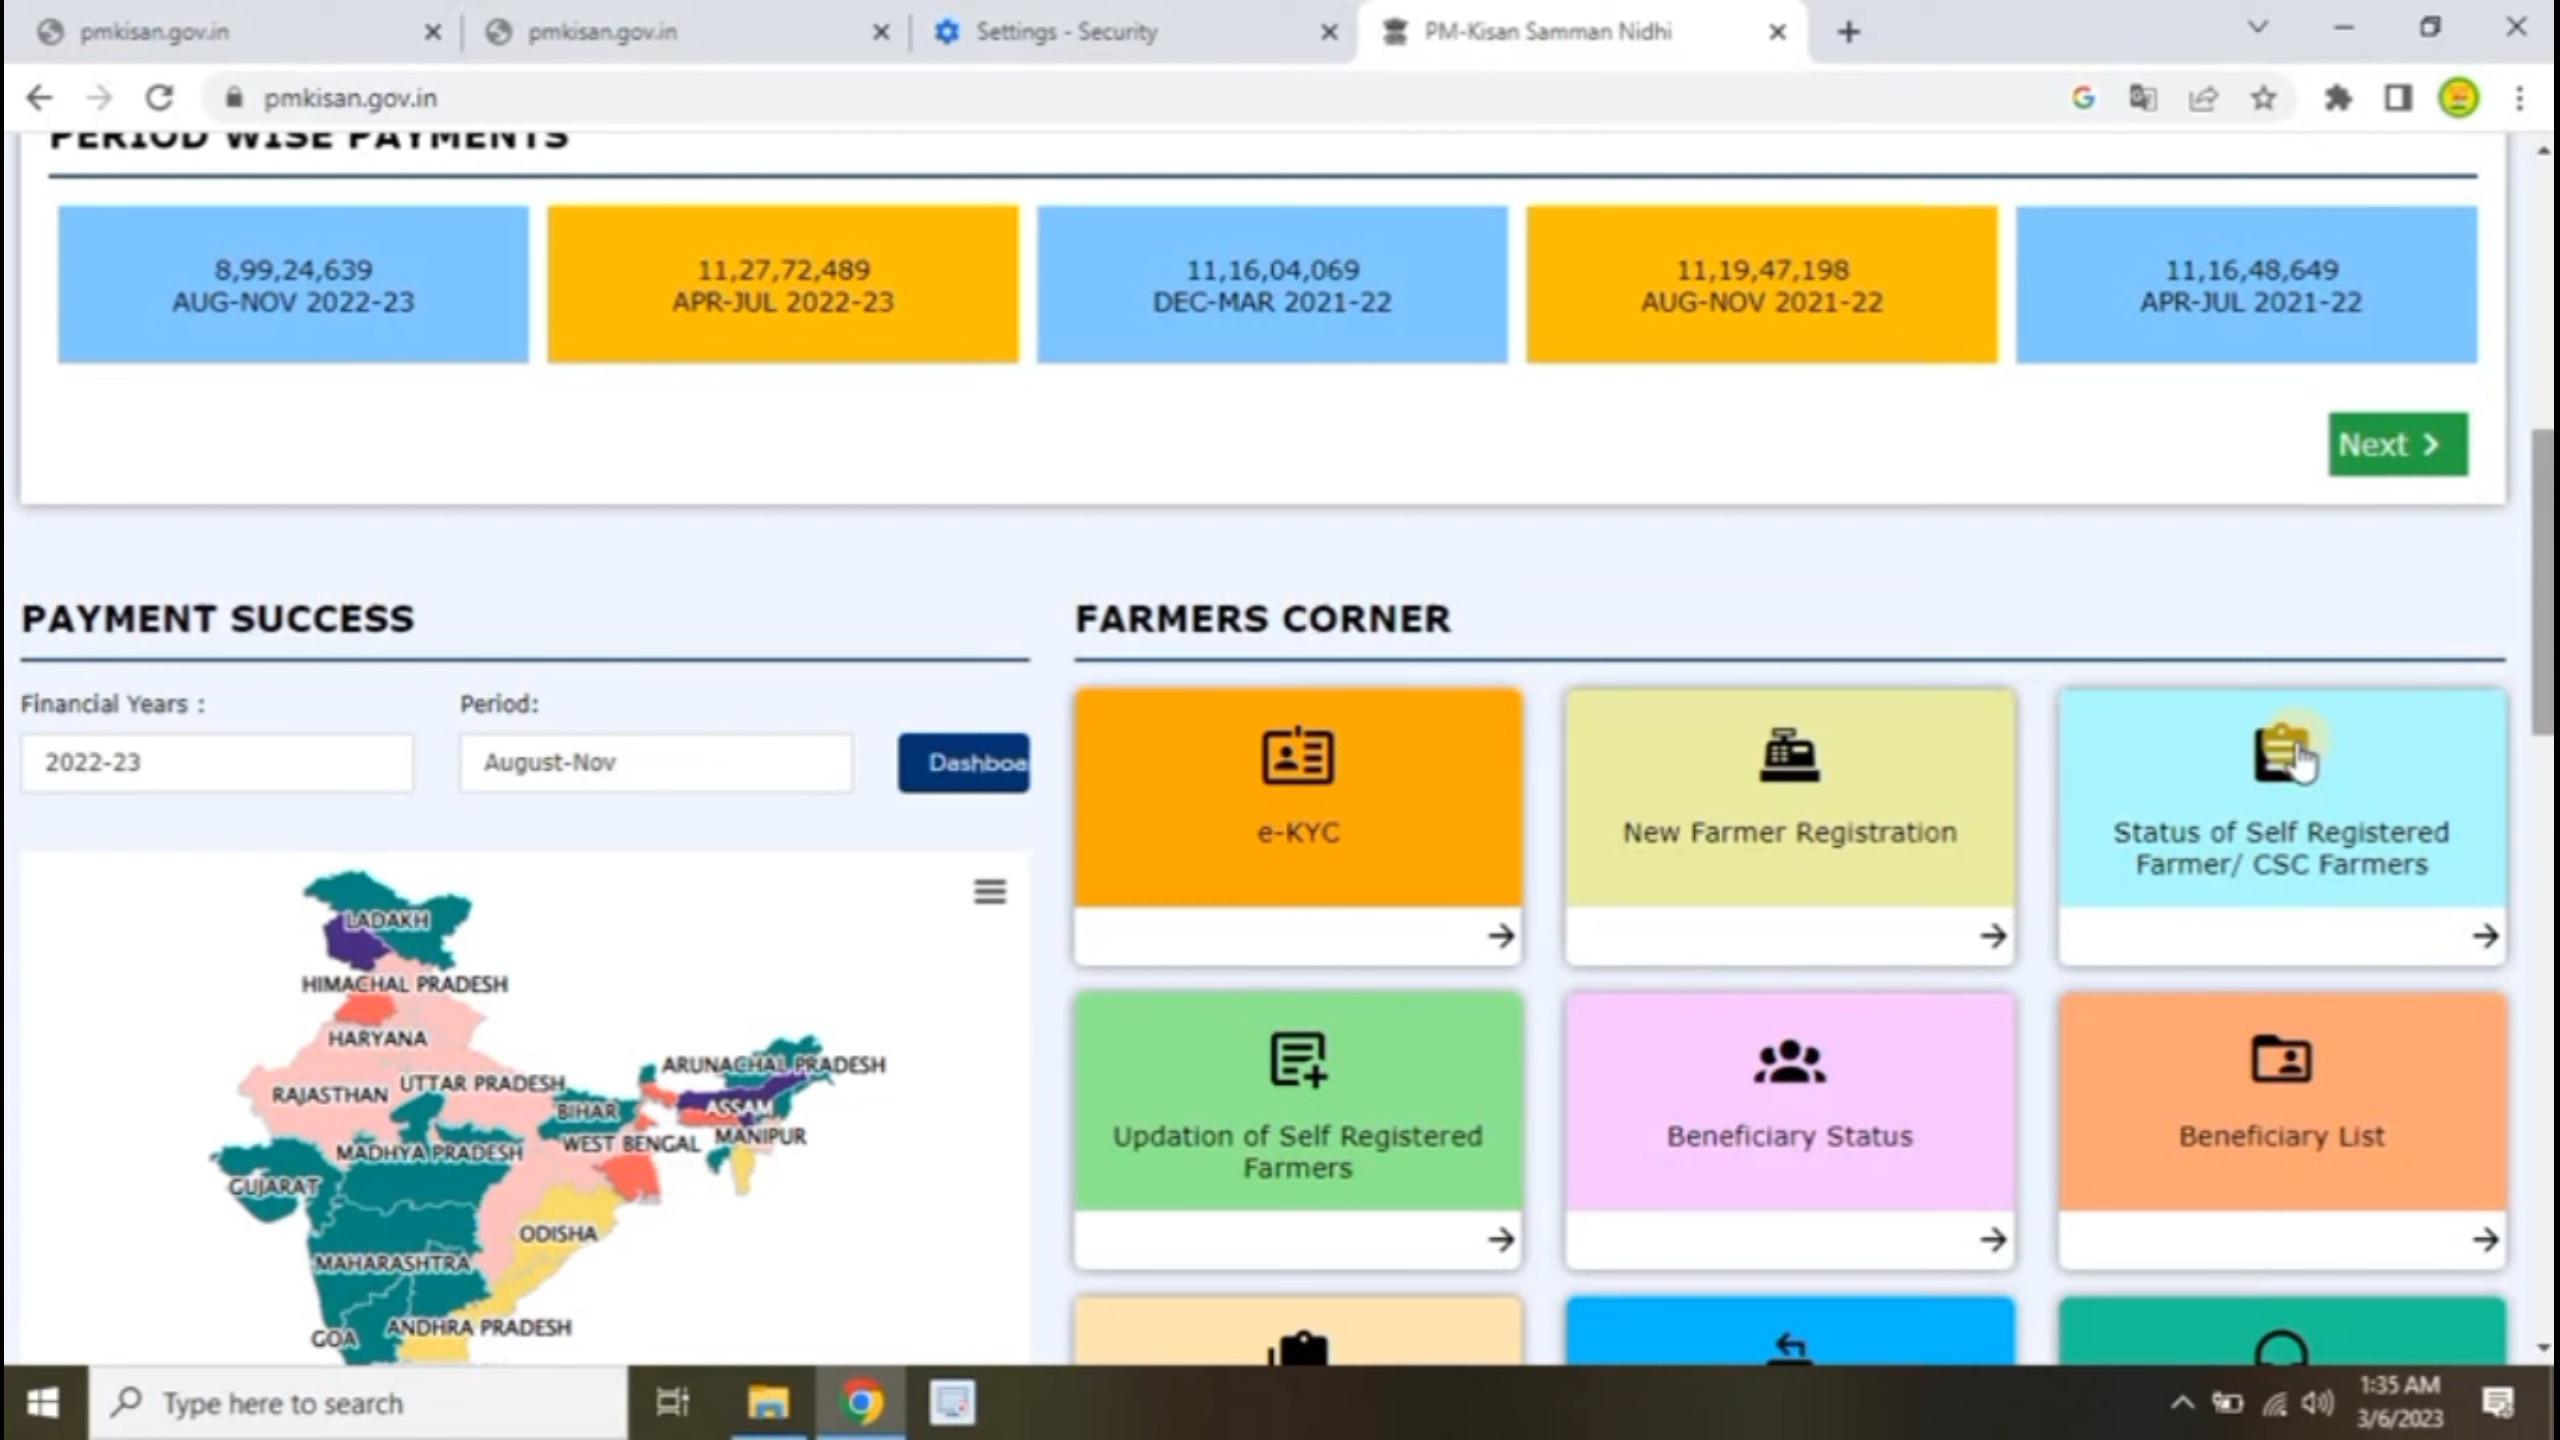 pmkisan.gov.in
pmkisan.gov.in
Settings - Security
PM-Kisan Samman Nidhi
pmkisan.gov.in
PERIOD WISE PAYMENTS
8,99,24,639
AUG-NOV 2022-23
11,27,72,489
APR-JUL 2022-23
11,16,04,069
DEC-MAR 2021-22
11,19,47,198
AUG-NOV 2021-22
11,16,48,649
APR-JUL 2021-22
Next
PAYMENT SUCCESS
Financial Years :
Period:
2022-23
August-Nov
Dashboa
LADAKH
HIMACHAL PRADESH
HARYANA
RAJASTHAN
UTTAR PRADESH
ARUNACHAL PRADESH
BIHAR
ASSAM
WEST BENGAL
MANIPUR
MADHYA PRADESH
GUJARAT
ODISHA
MAHARASHTRA
GOA
ANDHRA PRADESH
FARMERS CORNER
e-KYC
New Farmer Registration
Status of Self Registered
Farmer/ CSC Farmers
Updation of Self Registered
Farmers
Beneficiary Status
Beneficiary List
Type here to search
1:35 AM
3/6/2023